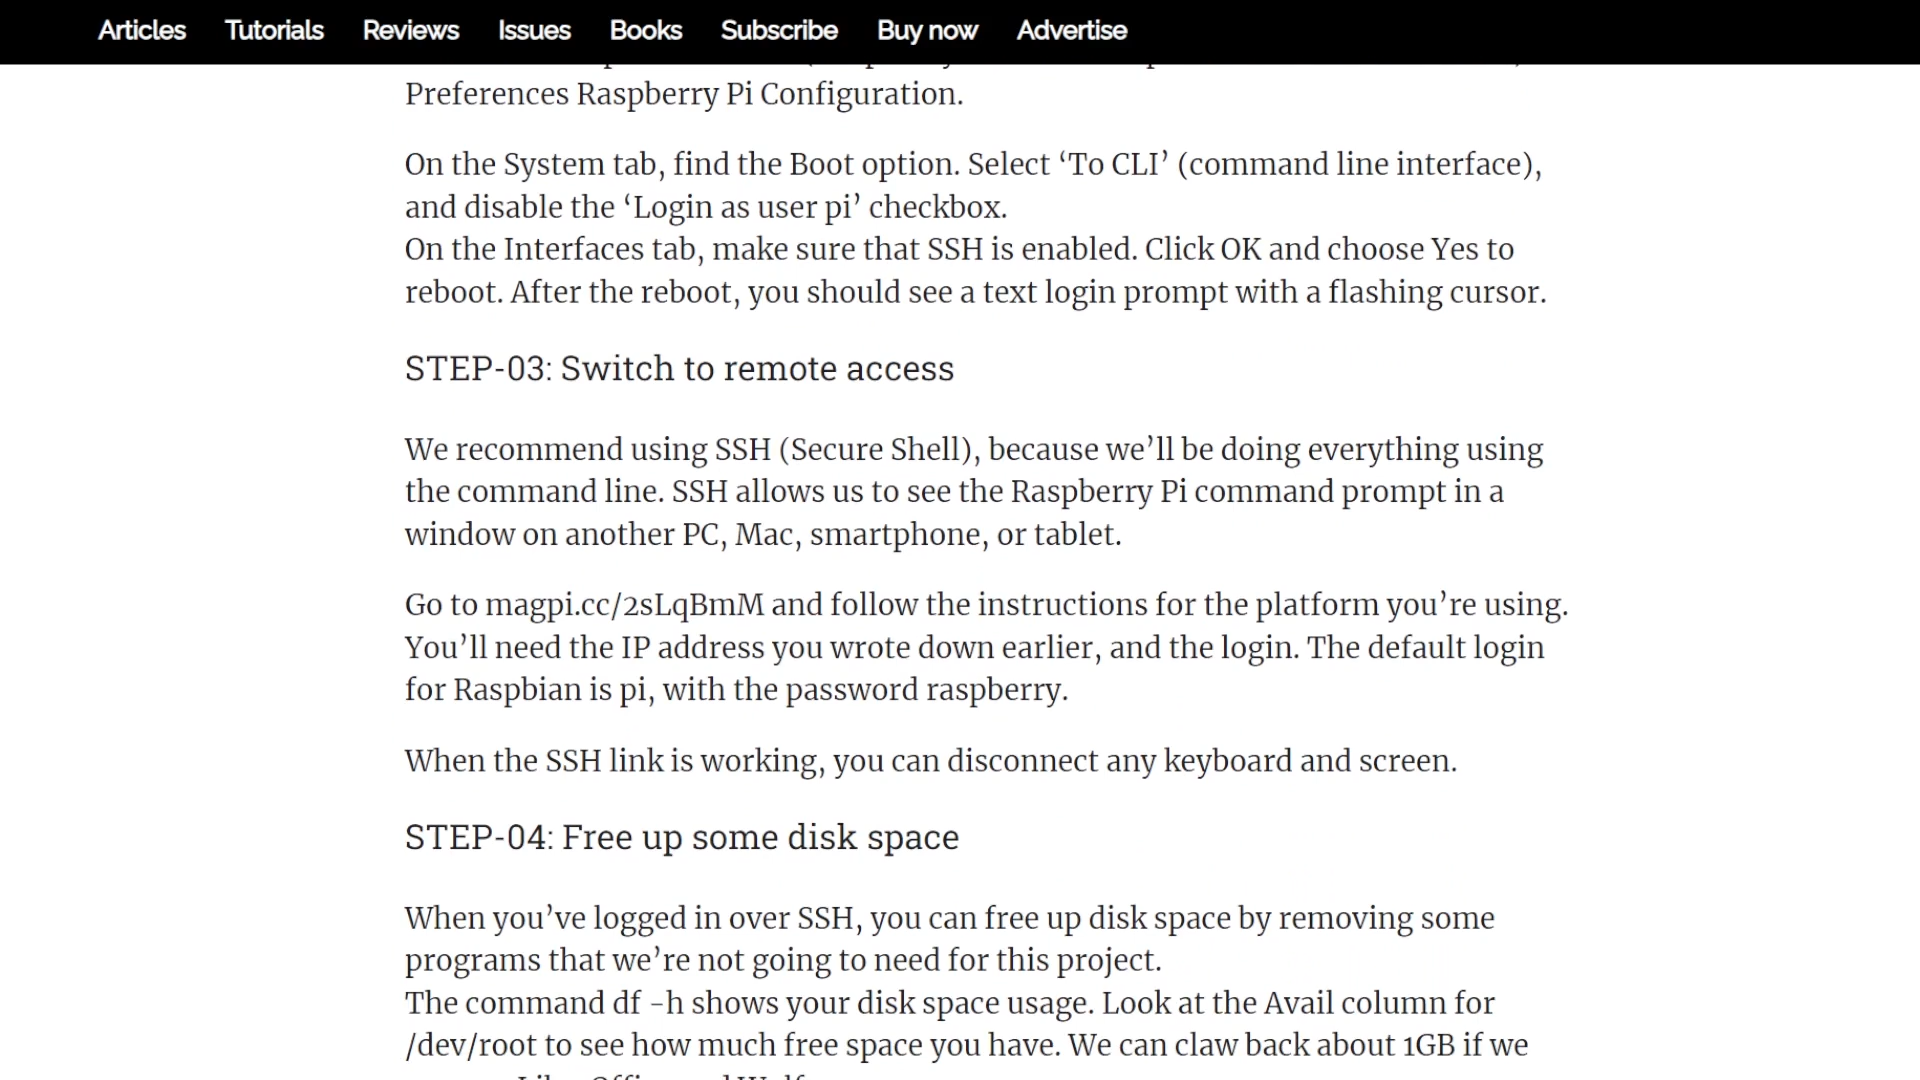 Articles Tutorials Reviews Issues Books Subscribe Buy now Advertise
Preferences Raspberry Pi Configuration.
On the System tab, find the Boot option. Select ‘To CLI’ (command line interface),
and disable the ‘Login as user pi’ checkbox.
On the Interfaces tab, make sure that SSH is enabled. Click OK and choose Yes to
reboot. After the reboot, you should see a text login prompt with a flashing cursor.
STEP-03: Switch to remote access
We recommend using SSH (Secure Shell), because we’ll be doing everything using
the command line. SSH allows us to see the Raspberry Pi command prompt in a
window on another PC, Mac, smartphone, or tablet.
Go to magpi.cc/2sLqBmM and follow the instructions for the platform you’re using.
You’ll need the IP address you wrote down earlier, and the login. The default login
for Raspbian is pi, with the password raspberry.
When the SSH link is working, you can disconnect any keyboard and screen.
STEP-04: Free up some disk space
When you’ve logged in over SSH, you can free up disk space by removing some
programs that we’re not going to need for this project.
The command df -h shows your disk space usage. Look at the Avail column for
/dev/root to see how much free space you have. We can claw back about 1GB if we